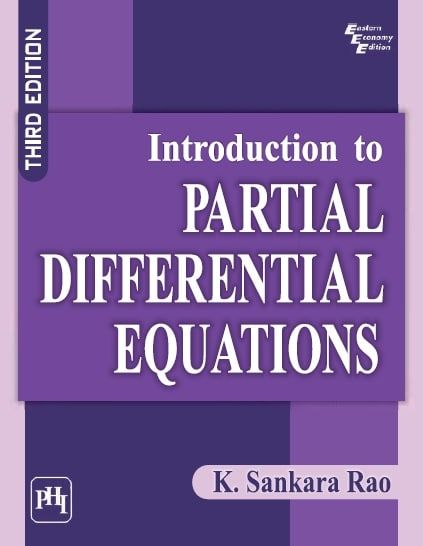 THIRD EDITION
Eastern
Economy
Edition
Introduction to
PARTIAL
DIFFERENTIAL
EQUATIONS
K. Sankara Rao
PHI